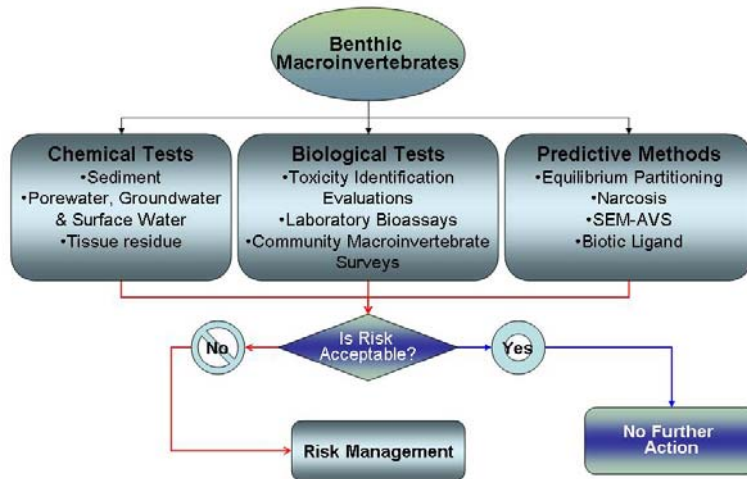 Benthic
Macroinvertebrates
Chemical Tests
•Sediment
•Porewater, Groundwater
& Surface Water
•Tissue residue
Biological Tests
•Toxicity Identification
Evaluations
•Laboratory Bioassays
•Community Macroinvertebrate
Surveys
Predictive Methods
•Equilibrium Partitioning
•Narcosis
•SEM-AVS
•Biotic Ligand
No
Is Risk
Acceptable?
Yes
Risk Management
No Further
Action